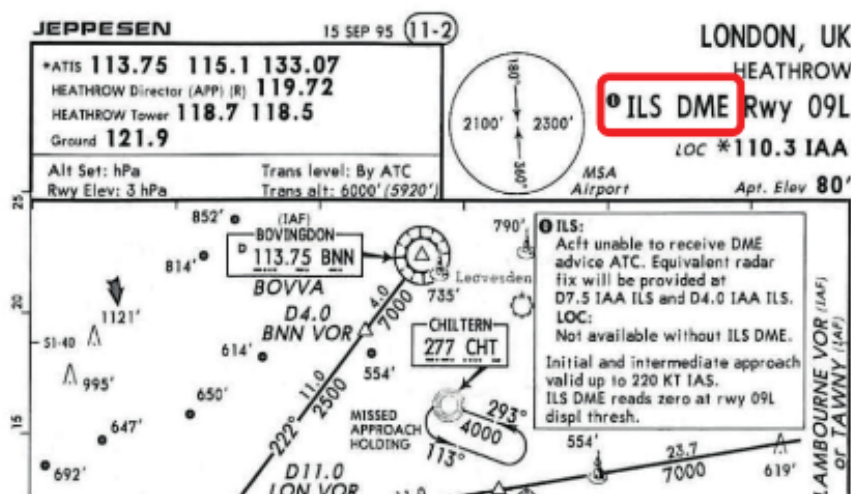 JEPPESEN 15 SEP 95 11-2
LONDON, UK
HEATHROW
ILS DME Rwy 09L
LOC *110.3 IAA
Apt. Elev 80'
*ATIS 113.75 115.1 133.07
HEATHROW Director (APP) (R) 119.72
HEATHROW Tower 118.7 118.5
Ground 121.9
Alt Set: hPa Trans level: By ATC
Rwy Elev: 3 hPa Trans alt: 6000' (5920')
180°
2100' 2300'
360°
MSA
Airport
25
20
15
852'
814'
(IAF)
BOVINGDON
D 113.75 BNN
BOVVA
D4.0
BNN VOR
4.0
7000
735'
790'
Leavesden
1121'
S1-40
995'
614'
650'
647'
692'
554'
11.0
2500
222°
CHILTERN
277 CHT
MISSED
APPROACH
HOLDING
293°
4000
113°
D11.0
LON VOR
11.0
ILS:
Acft unable to receive DME
advice ATC. Equivalent radar
fix will be provided at
D7.5 IAA ILS and D4.0 IAA ILS.
LOC:
Not available without ILS DME.
Initial and intermediate approach
valid up to 220 KT IAS.
ILS DME reads zero at rwy 09L
displ thresh.
554'
23.7
7000
619'
LAMBOURNE VOR (IAF)
or TAWNY (IAF)